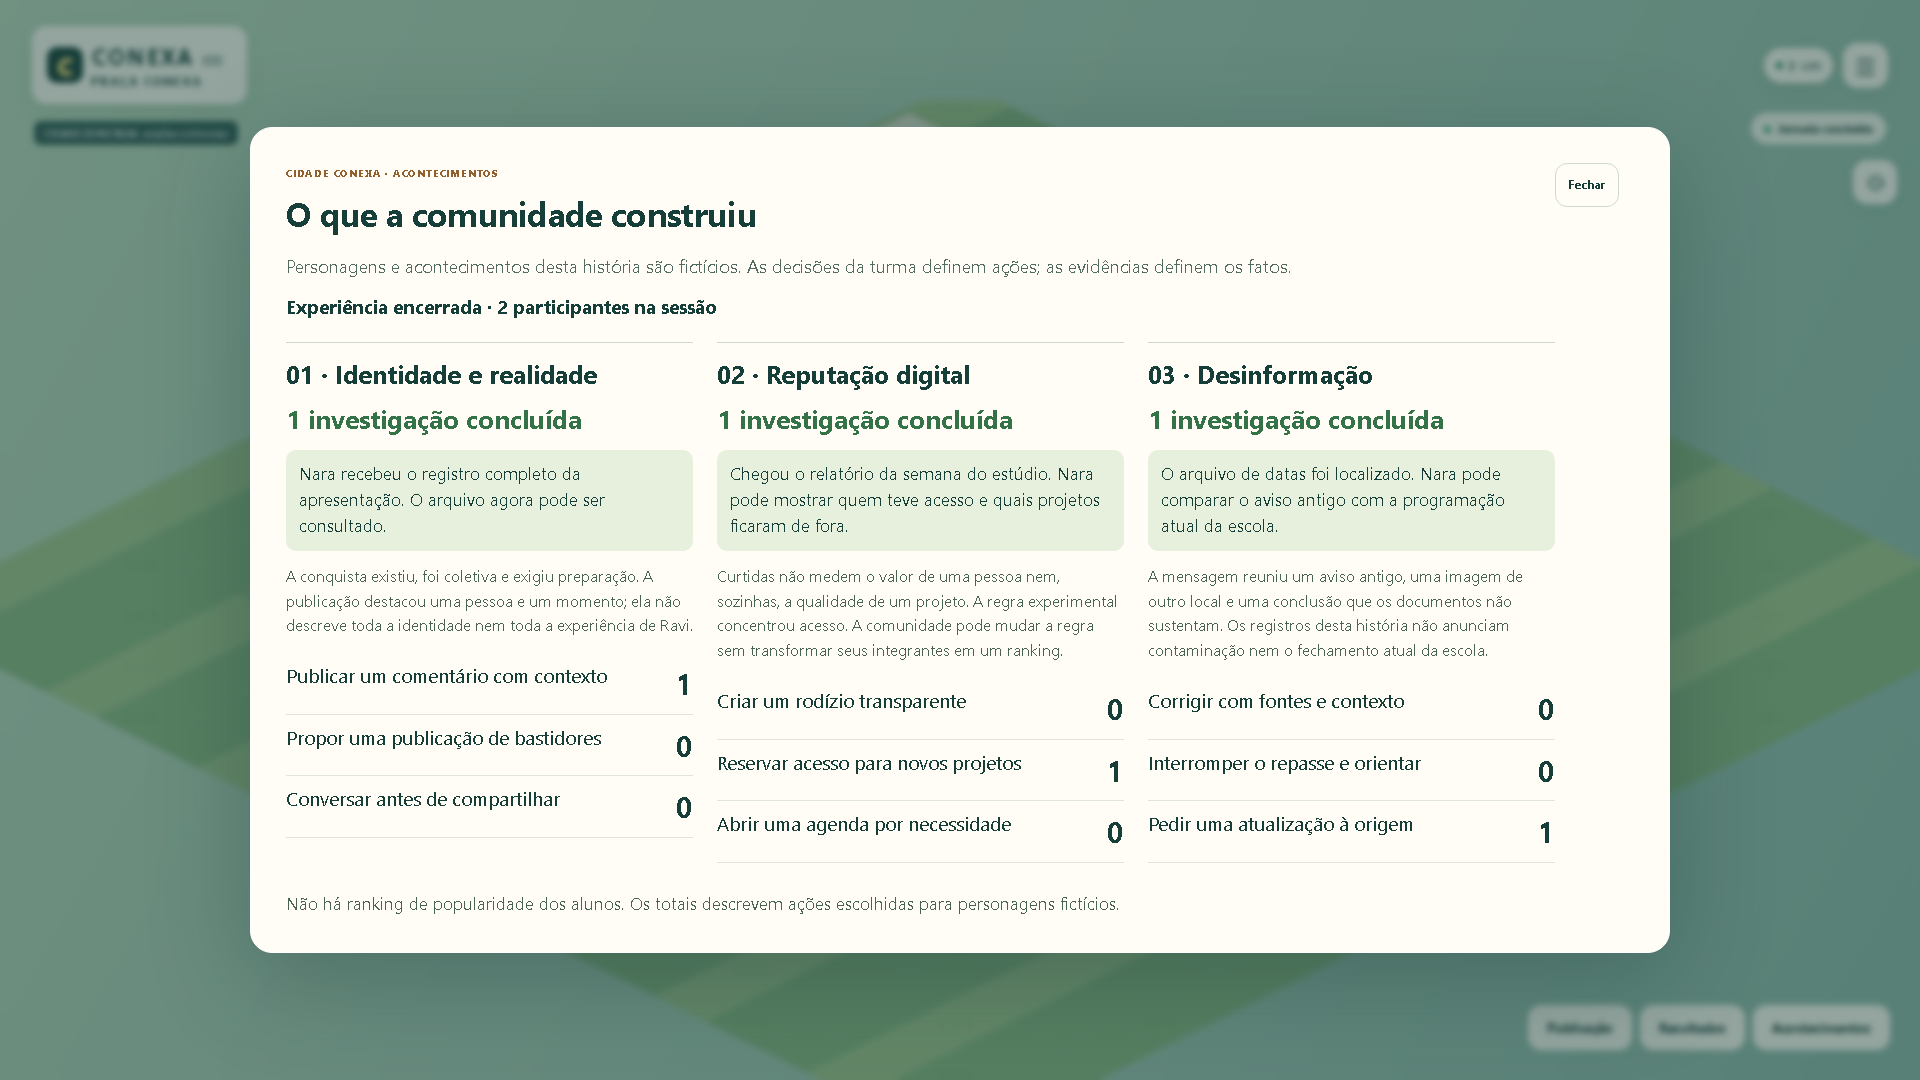 CONEXA
PRAÇA CONEXA
CIDADE CONEXA · ACONTECIMENTOS
Fechar
O que a comunidade construiu
Personagens e acontecimentos desta história são fictícios. As decisões da turma definem ações; as evidências definem os fatos.
Experiência encerrada · 2 participantes na sessão
01 · Identidade e realidade
1 investigação concluída
Nara recebeu o registro completo da
apresentação. O arquivo agora pode ser
consultado.
A conquista existiu, foi coletiva e exigiu preparação. A
publicação destacou uma pessoa e um momento; ela não
descreve toda a identidade nem toda a experiência de Ravi.
Publicar um comentário com contexto 1
Propor uma publicação de bastidores 0
Conversar antes de compartilhar 0
02 · Reputação digital
1 investigação concluída
Chegou o relatório da semana do estúdio. Nara
pode mostrar quem teve acesso e quais projetos
ficaram de fora.
Curtidas não medem o valor de uma pessoa nem,
sozinhas, a qualidade de um projeto. A regra experimental
concentrou acesso. A comunidade pode mudar a regra
sem transformar seus integrantes em um ranking.
Criar um rodízio transparente 0
Reservar acesso para novos projetos 1
Abrir uma agenda por necessidade 0
03 · Desinformação
1 investigação concluída
O arquivo de datas foi localizado. Nara pode
comparar o aviso antigo com a programação
atual da escola.
A mensagem reuniu um aviso antigo, uma imagem de
outro local e uma conclusão que os documentos não
sustentam. Os registros desta história não anunciam
contaminação nem o fechamento atual da escola.
Corrigir com fontes e contexto 0
Interromper o repasse e orientar 0
Pedir uma atualização à origem 1
Não há ranking de popularidade dos alunos. Os totais descrevem ações escolhidas para personagens fictícios.
Publicação
Resultados
Acontecimentos